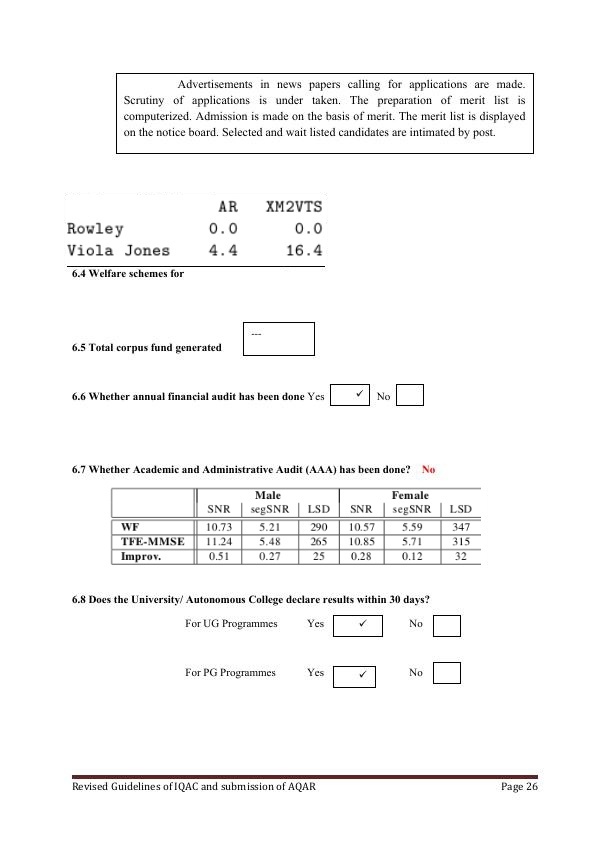 Advertisements in news papers calling for applications are made.
Scrutiny of applications is under taken. The preparation of merit list is
computerized. Admission is made on the basis of merit. The merit list is displayed
on the notice board. Selected and wait listed candidates are intimated by post.
AR XM2VTS
Rowley 0.0 0.0
Viola Jones 4.4 16.4
6.4 Welfare schemes for
---
6.5 Total corpus fund generated
6.6 Whether annual financial audit has been done Yes ✓ No
6.7 Whether Academic and Administrative Audit (AAA) has been done? No
Male Female
SNR segSNR LSD SNR segSNR LSD
WF 10.73 5.21 290 10.57 5.59 347
TFE-MMSE 11.24 5.48 265 10.85 5.71 315
Improv. 0.51 0.27 25 0.28 0.12 32
6.8 Does the University/ Autonomous College declare results within 30 days?
For UG Programmes Yes ✓ No
For PG Programmes Yes ✓ No
Revised Guidelines of IQAC and submission of AQAR Page 26